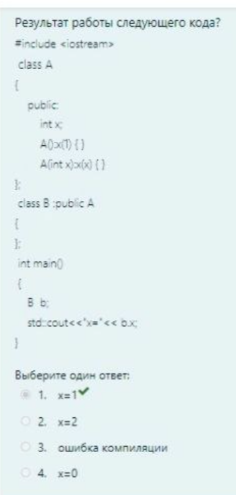 Результат работы следующего кода?
#include <iostream>
class A
{
public:
int x;
A():x(1) { }
A(int x):x(x) { }
};
class B :public A
{
};
int main()
{
B b;
std::cout<<"x="<< b.x;
}
Выберите один ответ:
1. x=1
2. x=2
3. ошибка компиляции
4. x=0